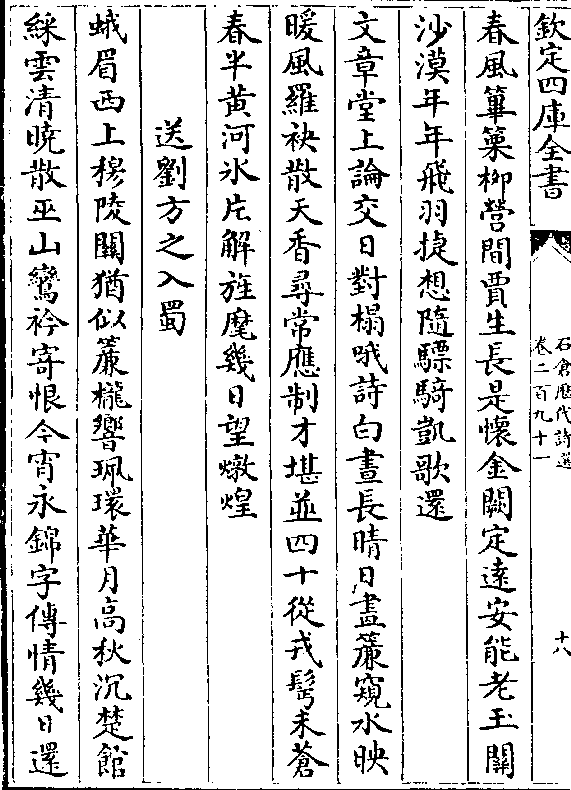 欽定四庫全書
石倉歷代詩選
卷二百九十一
十八
春風篳篥柳營間賈生長是懷金闕定逺安能老玉關
沙漠年年飛羽㨗想隨驃騎凱歌還
文章堂上論交日對榻哦詩白晝長晴日畫簾窺水映
暖風羅袂散天香尋常應制才堪並四十從戎鬂未蒼
春半黄河氷片解旌麾幾日望燉煌
送劉方之入蜀
蛾眉西上穆陵關猶似簾櫳響珮環華月高秋沉楚館
綵雲清曉散巫山鸞衿寄恨今宵永錦字傳情幾日還